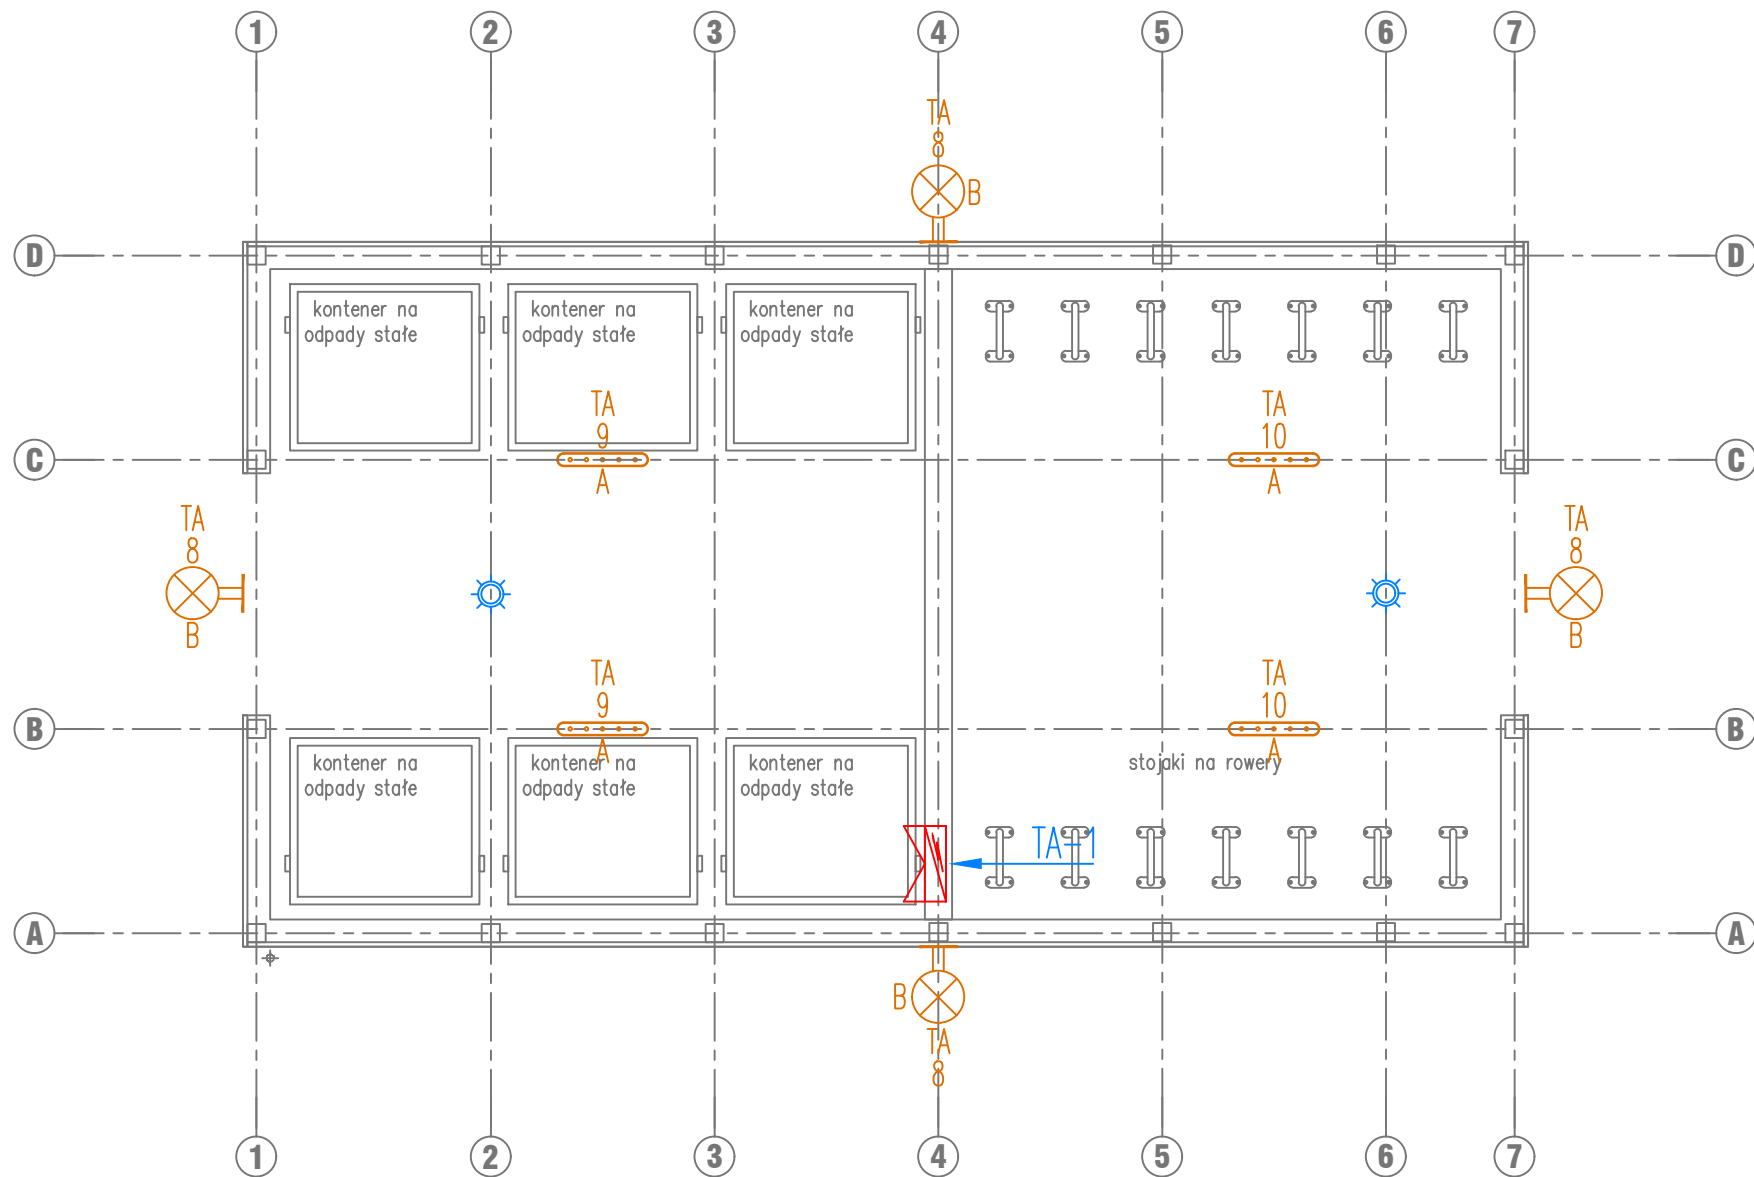 1 2 3 4 5 6 7
TA
8
B
D D
kontener na
odpady stałe
kontener na
odpady stałe
kontener na
odpady stałe
TA
9
A
TA
10
A
C C
TA
8
B
TA
8
B
TA
9
A
TA
10
A
B B
kontener na
odpady stałe
kontener na
odpady stałe
kontener na
odpady stałe
stojaki na rowery
TA-1
A A
B
TA
8
1 2 3 4 5 6 7